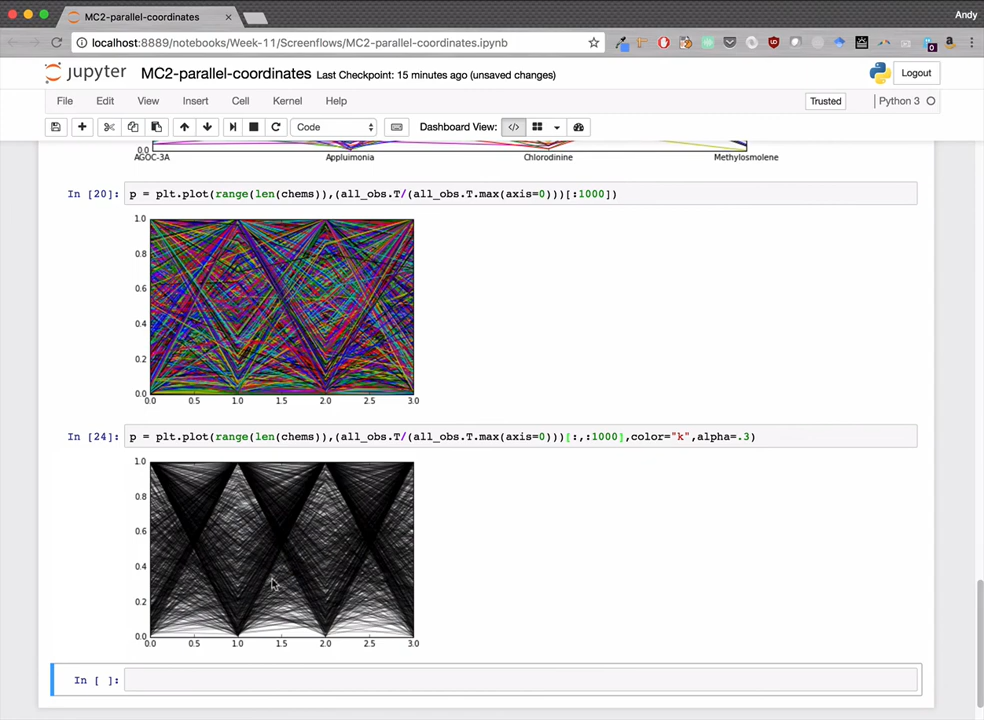 MC2-parallel-coordinates
Andy
localhost:8889/notebooks/Week-11/Screenflows/MC2-parallel-coordinates.ipynb
jupyter MC2-parallel-coordinates Last Checkpoint: 15 minutes ago (unsaved changes)
Logout
File Edit View Insert Cell Kernel Help
Trusted Python 3
Code Dashboard View:
0.0
AGOC-3A Appluimonia Chlorodinine Methylosmolene
In [20]: p = plt.plot(range(len(chems)),(all_obs.T/(all_obs.T.max(axis=0)))[:1000])
1.0
0.8
0.6
0.4
0.2
0.0
0.0 0.5 1.0 1.5 2.0 2.5 3.0
In [24]: p = plt.plot(range(len(chems)),(all_obs.T/(all_obs.T.max(axis=0)))[:,:1000],color="k",alpha=.3)
1.0
0.8
0.6
0.4
0.2
0.0
0.0 0.5 1.0 1.5 2.0 2.5 3.0
In [ ]: